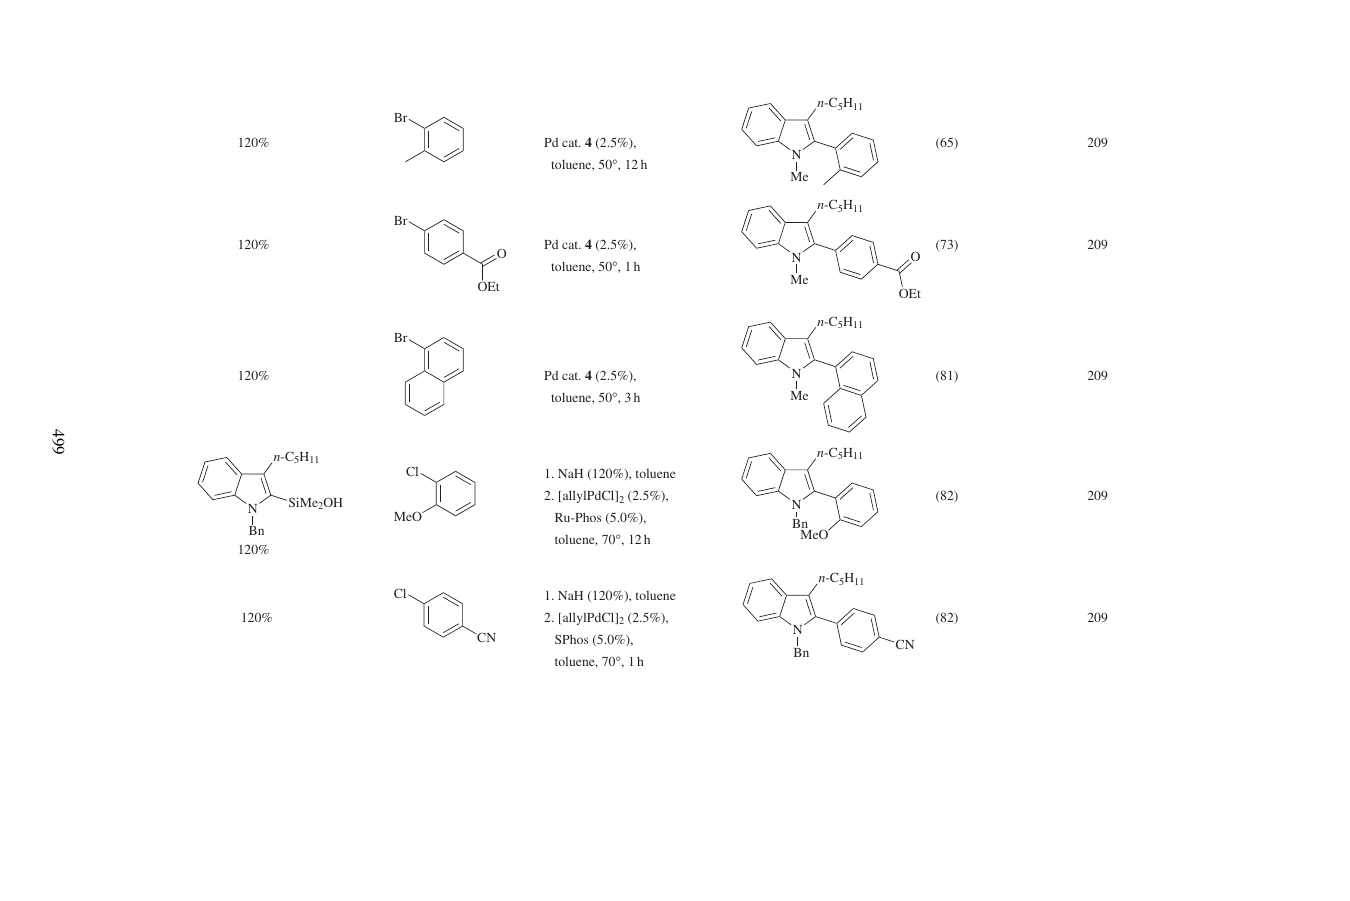 120%
Br
Pd cat. 4 (2.5%),
toluene, 50°, 12 h
n-C₅H₁₁
N
Me
(65)
209
120%
Br
O
OEt
Pd cat. 4 (2.5%),
toluene, 50°, 1 h
n-C₅H₁₁
N
Me
O
OEt
(73)
209
120%
Br
Pd cat. 4 (2.5%),
toluene, 50°, 3 h
n-C₅H₁₁
N
Me
(81)
209
499
n-C₅H₁₁
N
SiMe₂OH
Bn
120%
Cl
MeO
1. NaH (120%), toluene
2. [allylPdCl]₂ (2.5%),
Ru-Phos (5.0%),
toluene, 70°, 12 h
n-C₅H₁₁
N
Bn
MeO
(82)
209
120%
Cl
CN
1. NaH (120%), toluene
2. [allylPdCl]₂ (2.5%),
SPhos (5.0%),
toluene, 70°, 1 h
n-C₅H₁₁
N
Bn
CN
(82)
209